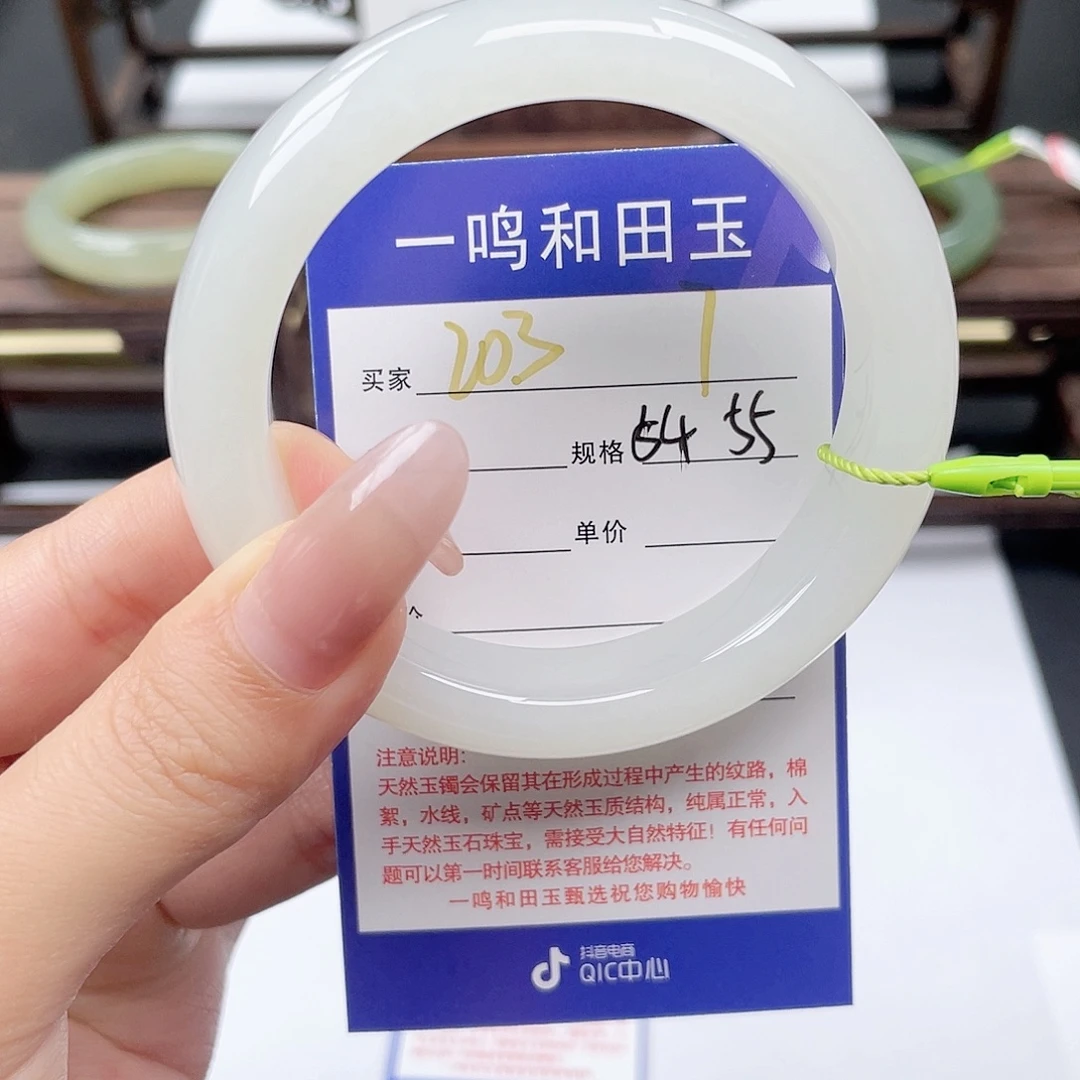 一鸣和田玉
买家 203 1
规格 64 55
单价
注意说明:
天然玉镯会保留其在形成过程中产生的纹路，棉
絮，水线，矿点等天然玉质结构，纯属正常，入
手天然玉石珠宝，需接受大自然特征！有任何问
题可以第一时间联系客服给您解决。
一鸣和田玉甄选祝您购物愉快
抖音电商
QIC中心